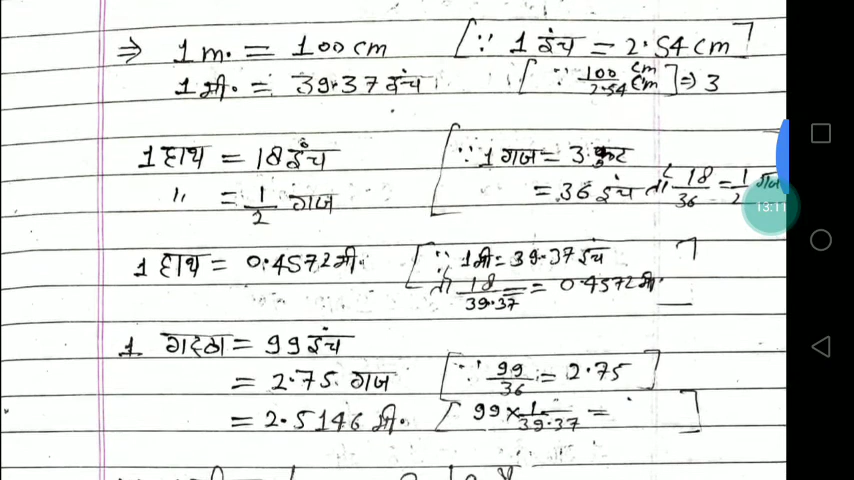 ⇒ 1 m. = 100 cm [∵ 1 इंच = 2.54 cm]
1 मी. = 39.37 इंच [∵ 100 cm / 2.54 cm] ⇒ 3
1 हाथ = 18 इंच [∵ 1 गज = 3 फुट
" = 1/2 गज = 36 इंच तो 18/36 = 1/2 गज
13:11
1 हाथ = 0.4572 मी. [∵ 1 मी = 39.37 इंच ]
तो 18/39.37 = 0.4572 मी.
1 गट्ठा = 99 इंच
= 2.75 गज [∵ 99/36 = 2.75]
= 2.5146 मी. [99 × 1/39.37 = ]